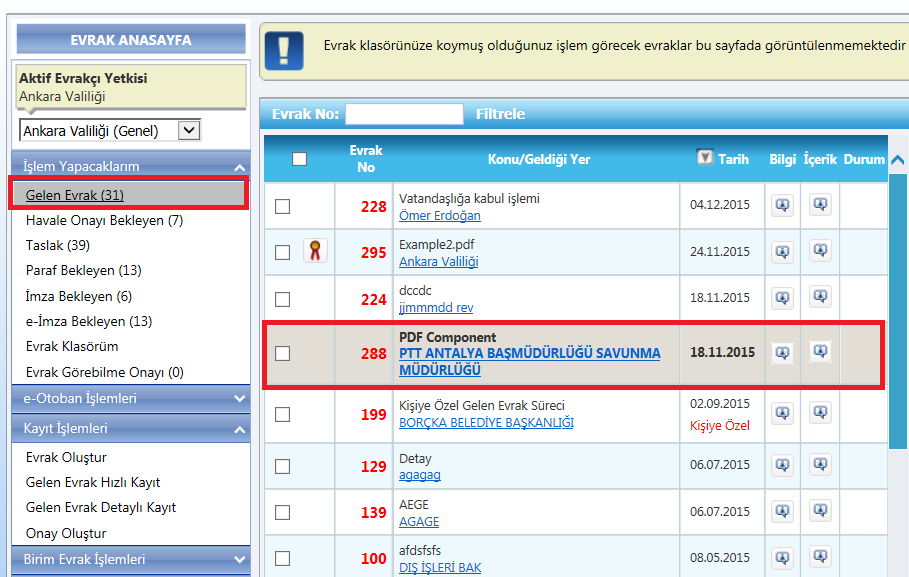 EVRAK ANASAYFA
Aktif Evrakçı Yetkisi
Ankara Valiliği
Ankara Valiliği (Genel)
İşlem Yapacaklarım
Gelen Evrak (31)
Havale Onayı Bekleyen (7)
Taslak (39)
Paraf Bekleyen (13)
İmza Bekleyen (6)
e-İmza Bekleyen (13)
Evrak Klasörüm
Evrak Görebilme Onayı (0)
e-Otoban İşlemleri
Kayıt İşlemleri
Evrak Oluştur
Gelen Evrak Hızlı Kayıt
Gelen Evrak Detaylı Kayıt
Onay Oluştur
Birim Evrak İşlemleri
Evrak klasörünüze koymuş olduğunuz işlem görecek evraklar bu sayfada görüntülenmemektedir
Evrak No: Filtrele
Evrak No Konu/Geldiği Yer Tarih Bilgi İçerik Durum
228 Vatandaşlığa kabul işlemi 04.12.2015
Ömer Erdoğan
295 Example2.pdf 24.11.2015
Ankara Valiliği
224 dccdc 18.11.2015
jjmmmdd rev
288 PDF Component 18.11.2015
PTT ANTALYA BAŞMÜDÜRLÜĞÜ SAVUNMA
MÜDÜRLÜĞÜ
199 Kişiye Özel Gelen Evrak Süreci 02.09.2015
BORÇKA BELEDİYE BAŞKANLIĞI Kişiye Özel
129 Detay 06.07.2015
agagag
139 AEGE 06.07.2015
AGAGE
100 afdsfsfs 08.05.2015
DIŞ İŞLERİ BAK